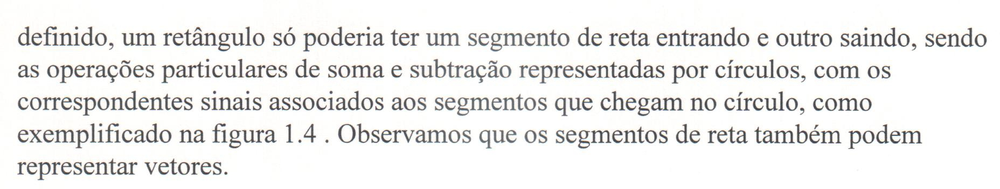 definido, um retângulo só poderia ter um segmento de reta entrando e outro saindo, sendo
as operações particulares de soma e subtração representadas por círculos, com os
correspondentes sinais associados aos segmentos que chegam no círculo, como
exemplificado na figura 1.4 . Observamos que os segmentos de reta também podem
representar vetores.